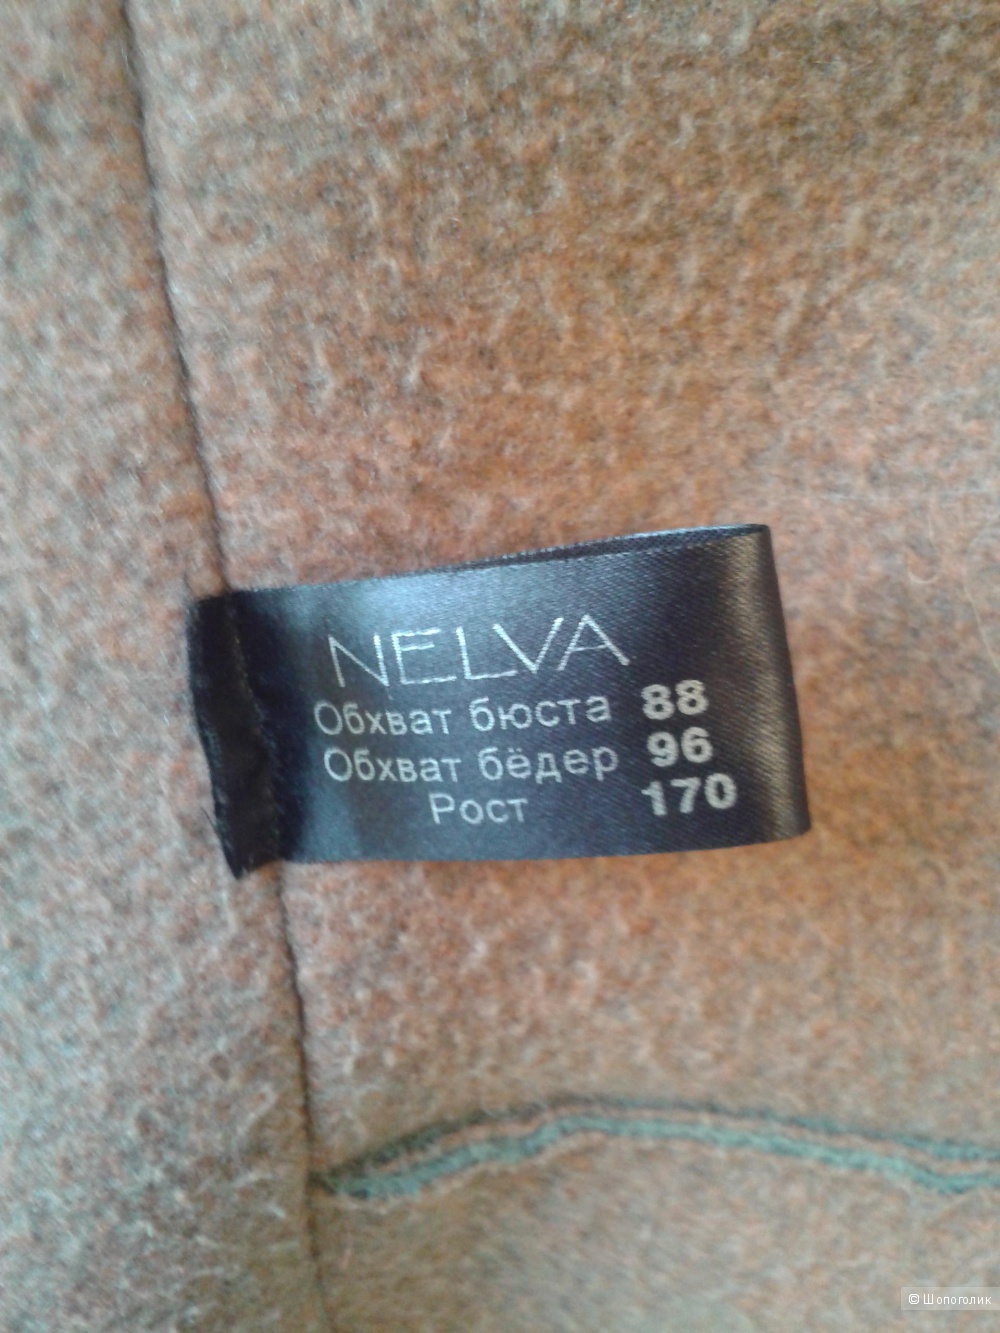 NELVA
Обхват бюста 88
Обхват бёдер 96
Рост 170
© Шопоголик